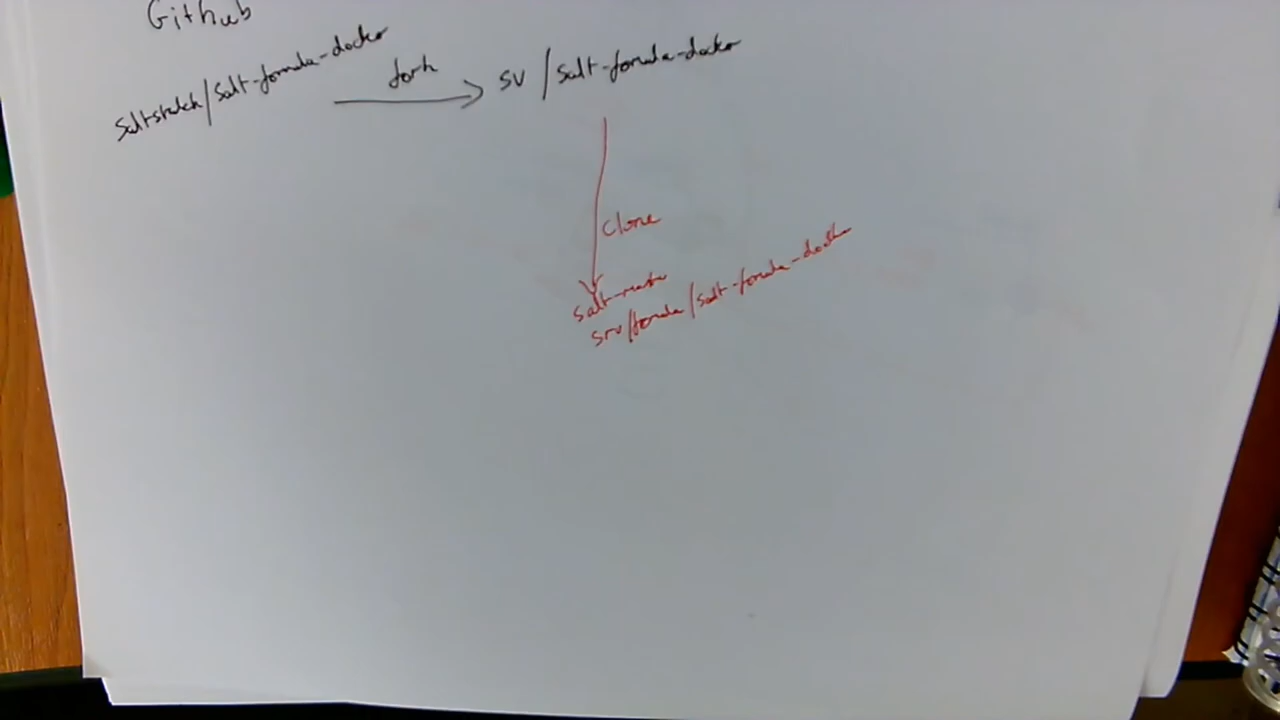 Github
Saltstack/Salt-formula-docker
fork
SV / Salt-formula-docker
Clone
salt-master
srv/formula/salt-formula-docker